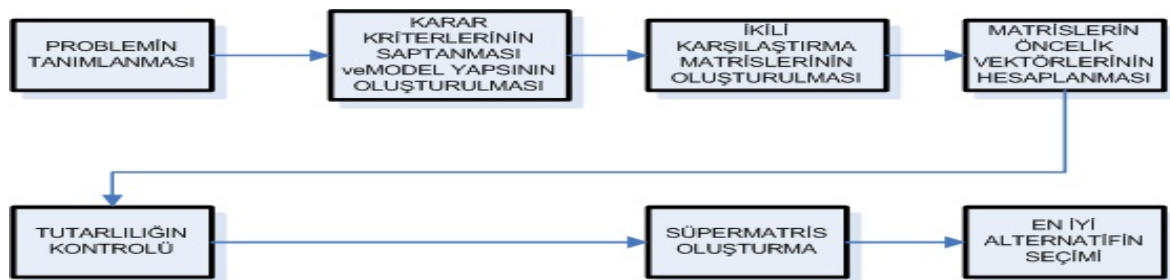 PROBLEMİN
TANIMLANMASI
KARAR
KRİTERLERİNİN
SAPTANMASI
veMODEL YAPSININ
OLUŞTURULMASI
İKİLİ
KARŞILAŞTIRMA
MATRİSLERİNİN
OLUŞTURULMASI
MATRİSLERİN
ÖNCELİK
VEKTÖRLERİNİN
HESAPLANMASI
TUTARLILIĞIN
KONTROLÜ
SÜPERMATRİS
OLUŞTURMA
EN İYİ
ALTERNATİFİN
SEÇİMİ